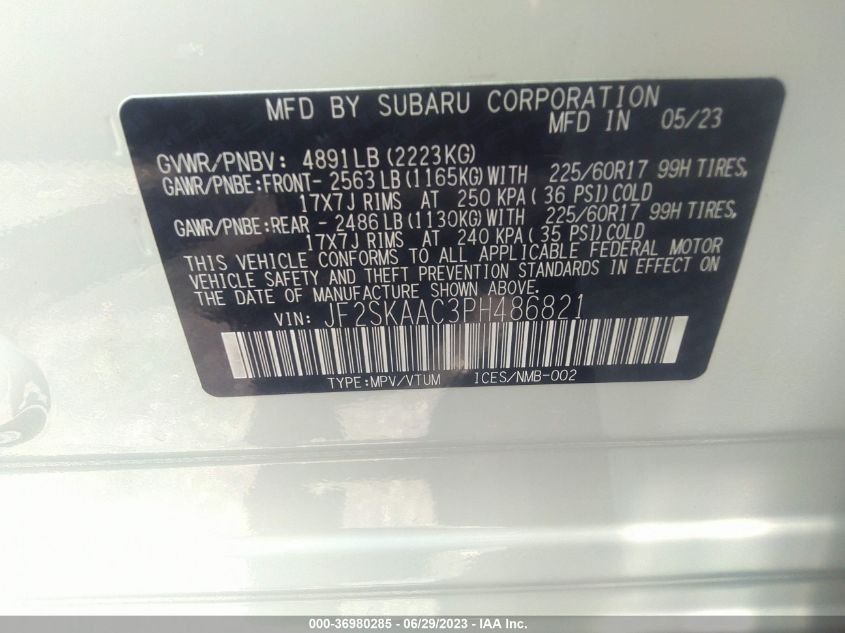 MFD BY SUBARU CORPORATION
MFD IN 05/23
GVWR/PNBV: 4891LB(2223KG)
GAWR/PNBE:FRONT- 2563LB(1165KG)WITH 225/60R17 99H TIRES,
17X7J RIMS AT 250 KPA( 36 PSI)COLD
GAWR/PNBE:REAR - 2486LB(1130KG)WITH 225/60R17 99H TIRES,
17X7J RIMS AT 240 KPA( 35 PSI)COLD
THIS VEHICLE CONFORMS TO ALL APPLICABLE FEDERAL MOTOR
VEHICLE SAFETY AND THEFT PREVENTION STANDARDS IN EFFECT ON
THE DATE OF MANUFACTURE SHOWN ABOVE.
VIN: JF2SKAAC3PH486821
TYPE:MPV/VTUM ICES/NMB-002
000-36980285 - 06/29/2023 - IAA Inc.